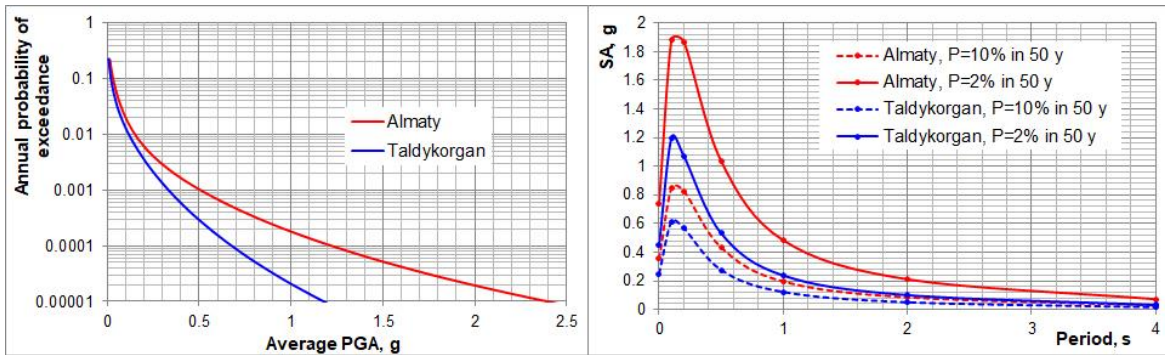 Annual probability of
exceedance
1
0.1
0.01
0.001
0.0001
0.00001
0
0.5
1
1.5
2
2.5
Average PGA, g
Almaty
Taldykorgan
SA, g
2
1.8
1.6
1.4
1.2
1
0.8
0.6
0.4
0.2
0
0
1
2
3
4
Period, s
Almaty, P=10% in 50 y
Almaty, P=2% in 50 y
Taldykorgan, P=10% in 50 y
Taldykorgan, P=2% in 50 y